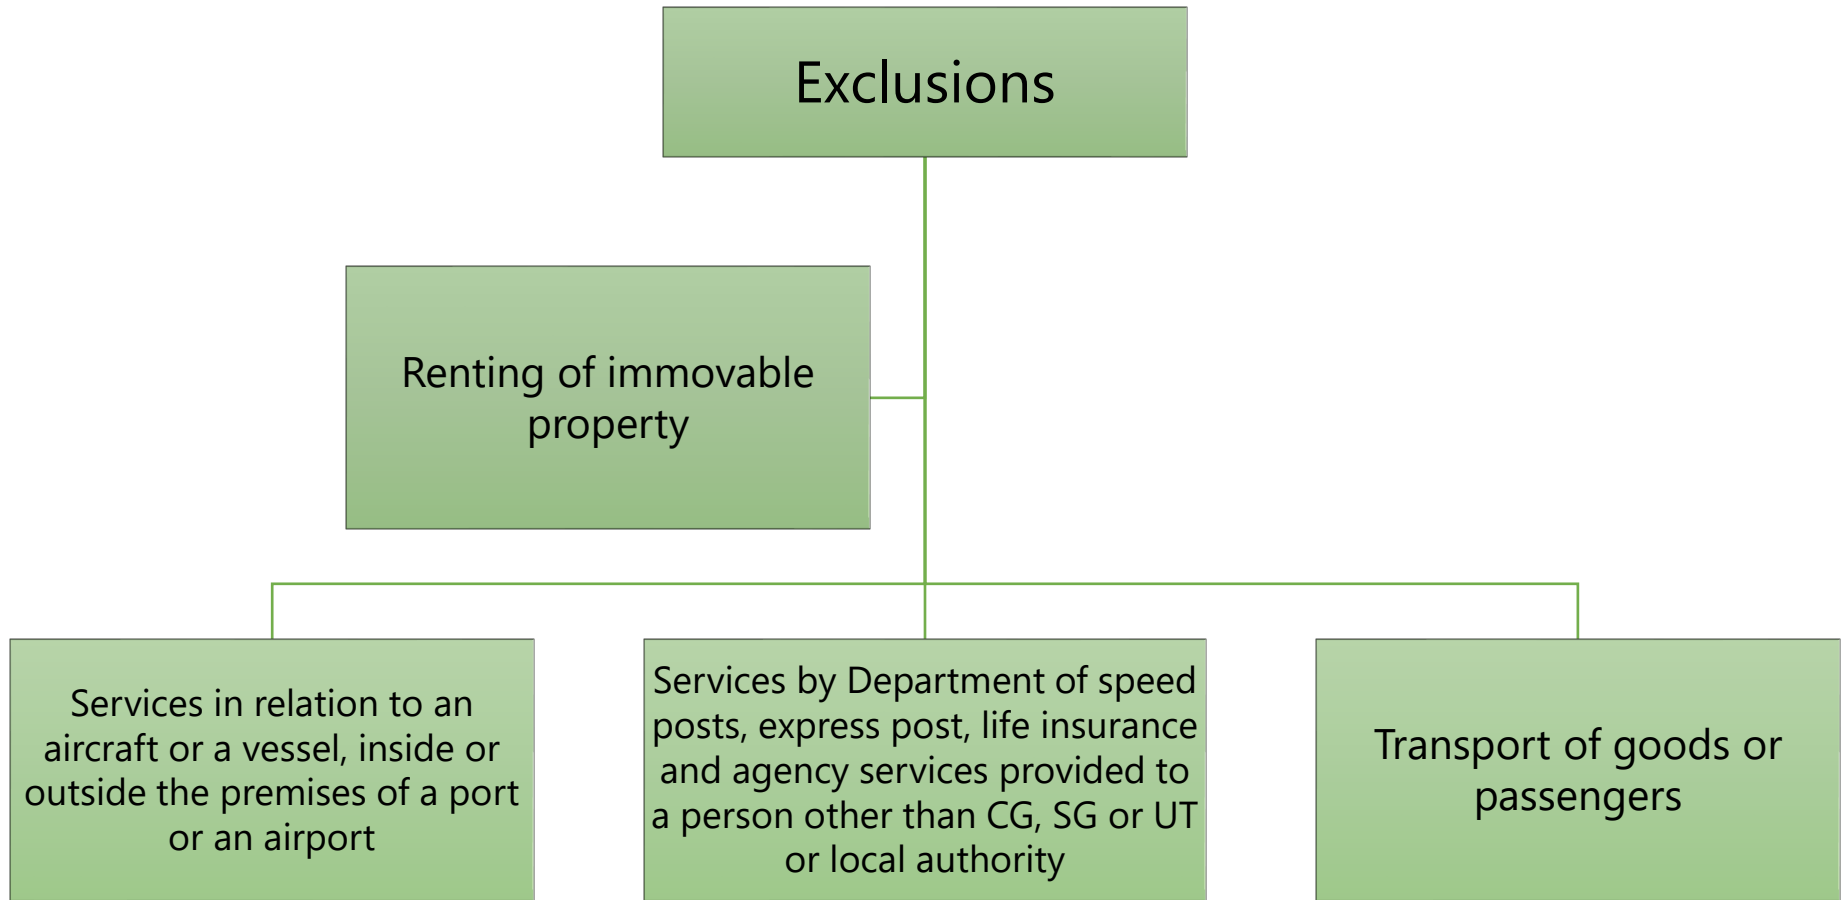 Exclusions
Renting of immovable
property
Services in relation to an
aircraft or a vessel, inside or
outside the premises of a port
or an airport
Services by Department of speed
posts, express post, life insurance
and agency services provided to
a person other than CG, SG or UT
or local authority
Transport of goods or
passengers